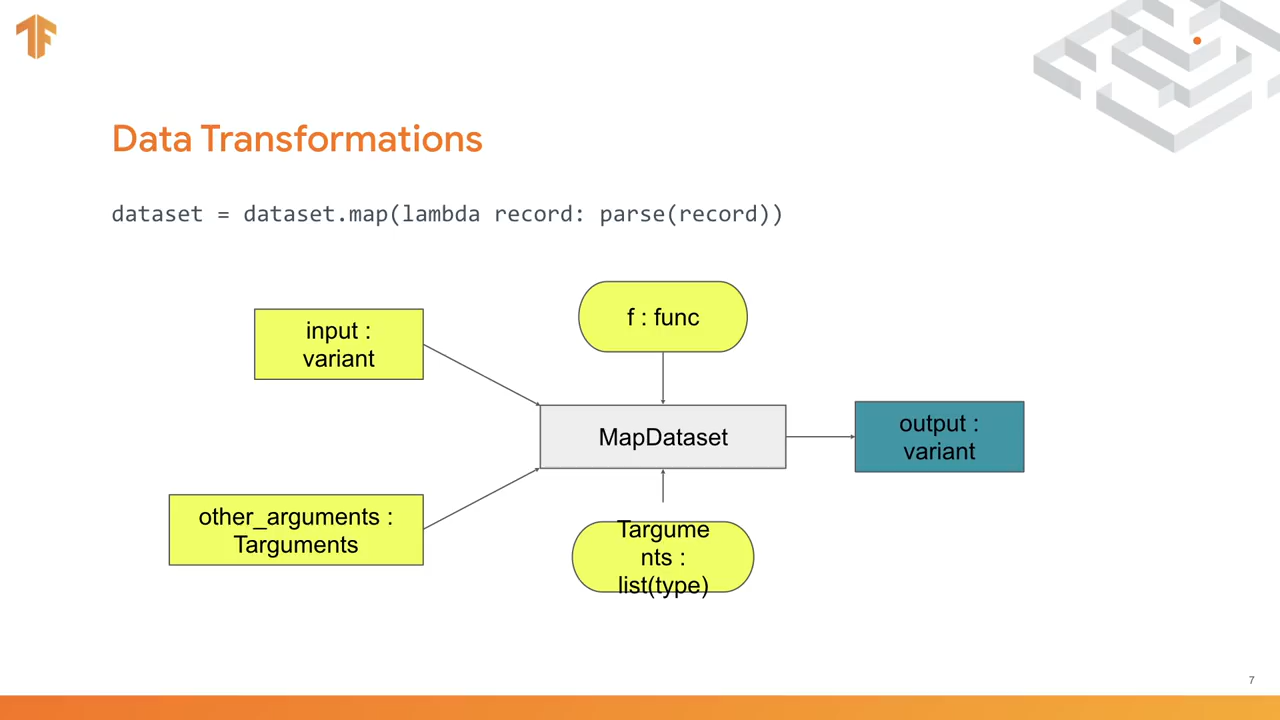 Data Transformations
dataset = dataset.map(lambda record: parse(record))
f : func
input :
variant
MapDataset
output :
variant
other_arguments :
Targuments
Targume
nts :
list(type)
7